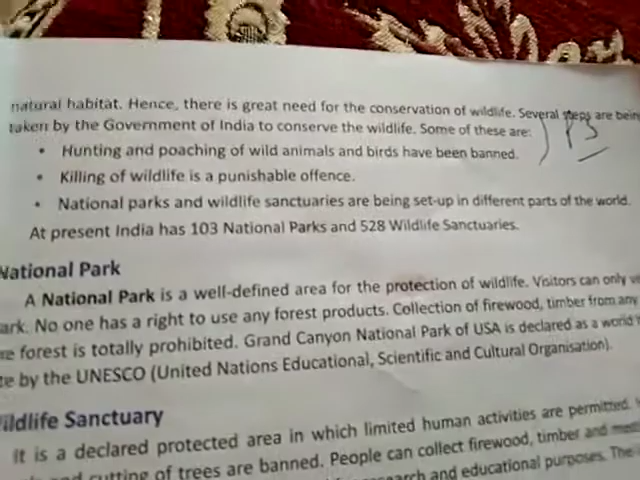 natural habitat. Hence, there is great need for the conservation of wildlife. Several steps are being
taken by the Government of India to conserve the wildlife. Some of these are:
• Hunting and poaching of wild animals and birds have been banned.
• Killing of wildlife is a punishable offence.
• National parks and wildlife sanctuaries are being set-up in different parts of the world.
At present India has 103 National Parks and 528 Wildlife Sanctuaries.
National Park
A National Park is a well-defined area for the protection of wildlife. Visitors can only
ark. No one has a right to use any forest products. Collection of firewood, timber from any
forest is totally prohibited. Grand Canyon National Park of USA is declared as a world
te by the UNESCO (United Nations Educational, Scientific and Cultural Organisation).
ildlife Sanctuary
It is a declared protected area in which limited human activities are permitted.
and cutting of trees are banned. People can collect firewood, timber and
and educational purposes. The